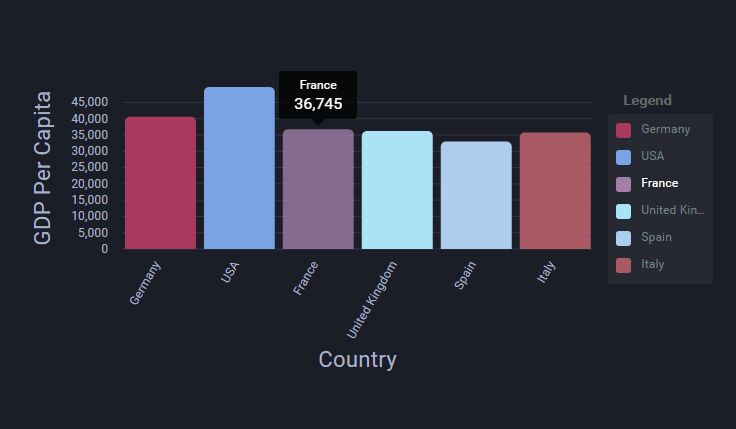 GDP Per Capita
45,000
40,000
35,000
30,000
25,000
20,000
15,000
10,000
5,000
0
France
36,745
Germany
USA
France
United Kingdom
Spain
Italy
Country
Legend
Germany
USA
France
United Kin...
Spain
Italy